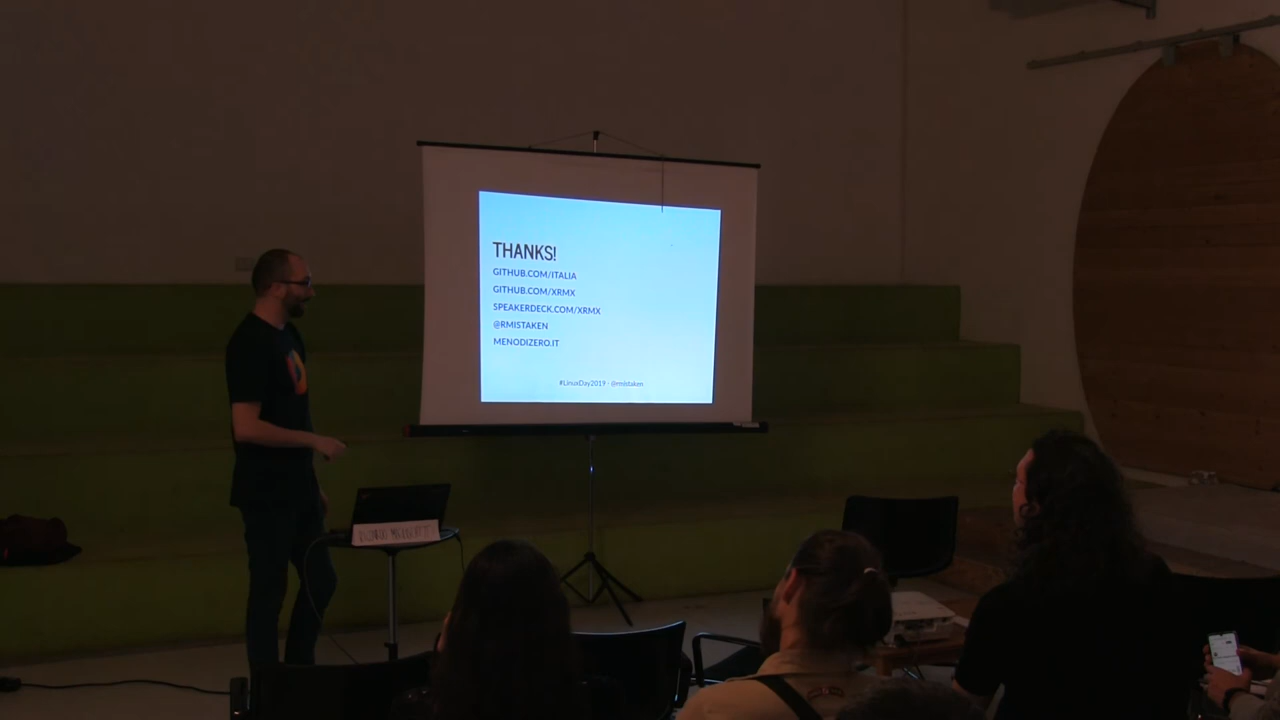 THANKS!
GITHUB.COM/ITALIA
GITHUB.COM/XRMX
SPEAKERDECK.COM/XRMX
@RMISTAKEN
MENODIZERO.IT
#LinuxDay2019 - @rmistaken